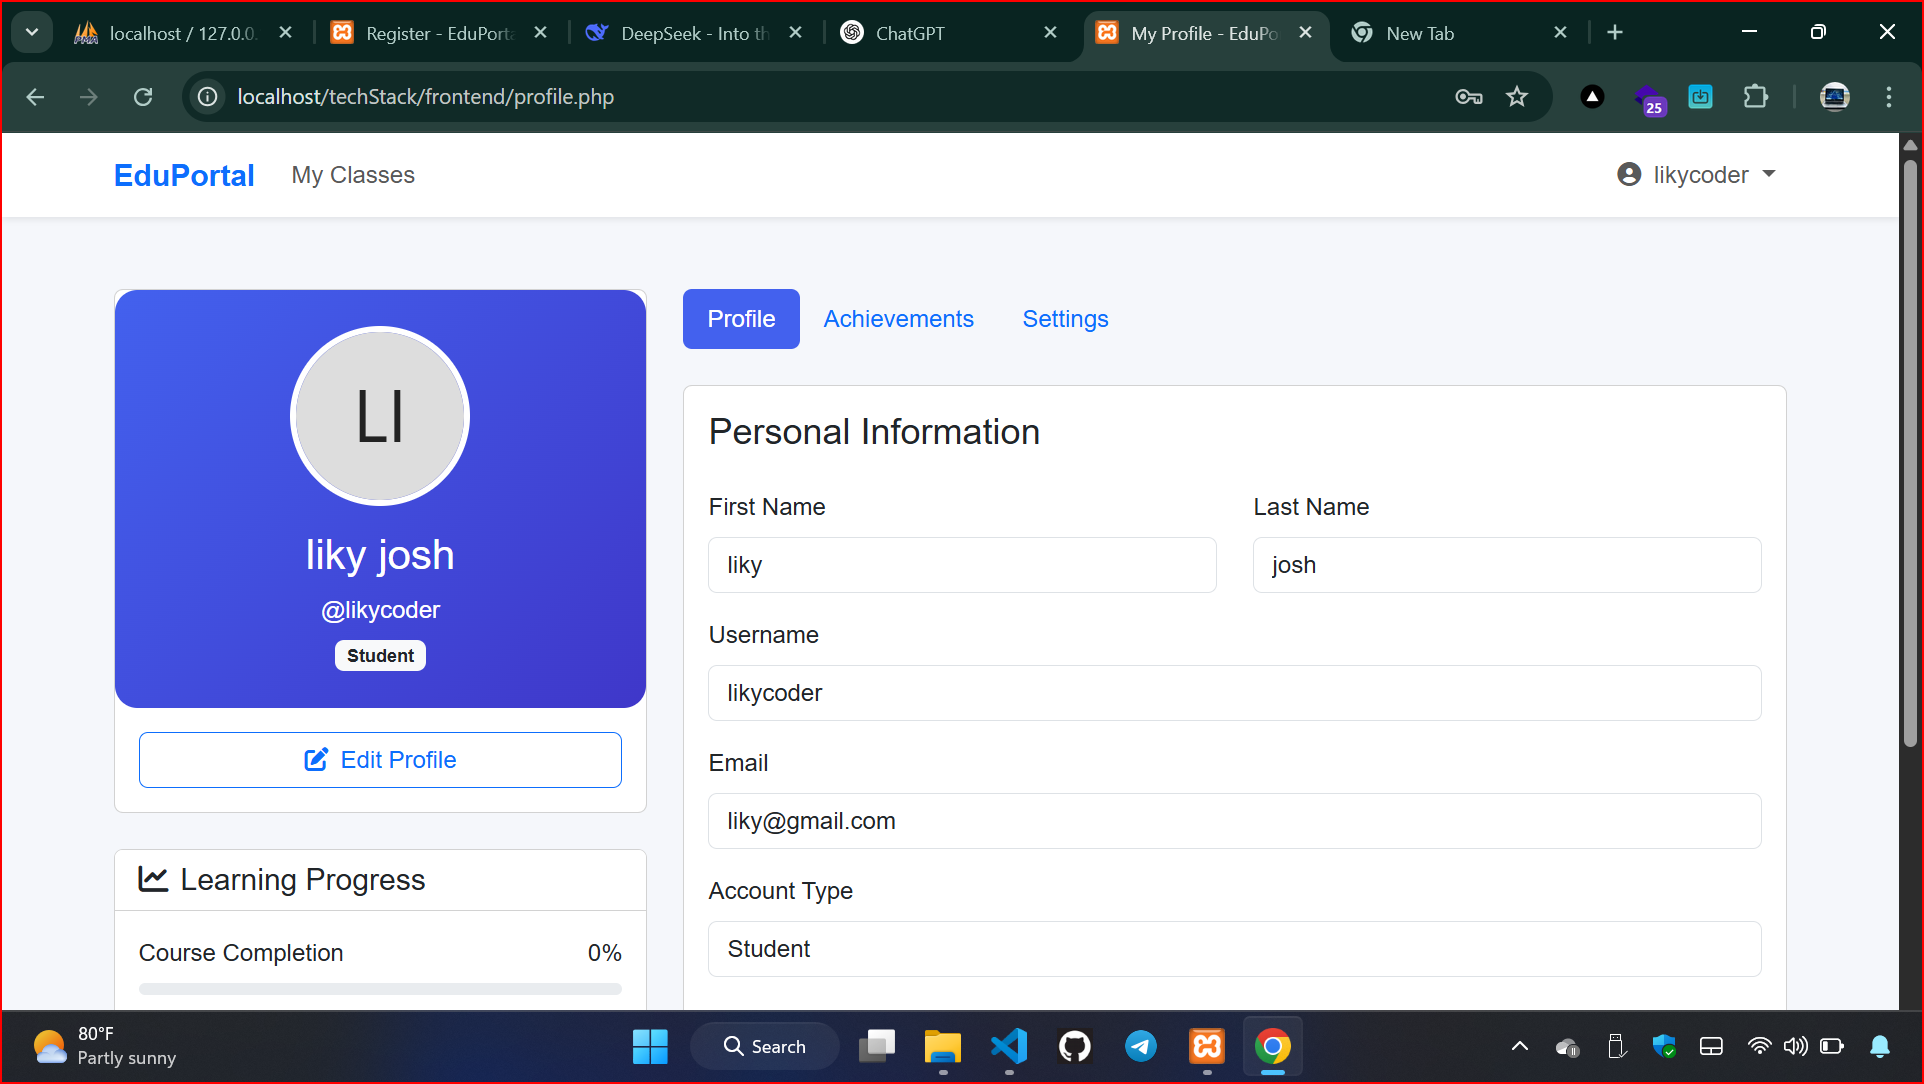 localhost / 127.0.0.
Register - EduPorta
DeepSeek - Into th
ChatGPT
My Profile - EduPo
New Tab
localhost/techStack/frontend/profile.php
25
EduPortal
My Classes
likycoder
LI
liky josh
@likycoder
Student
Edit Profile
Learning Progress
Course Completion 0%
Profile
Achievements
Settings
Personal Information
First Name
Last Name
liky
josh
Username
likycoder
Email
liky@gmail.com
Account Type
Student
80°F
Partly sunny
Search